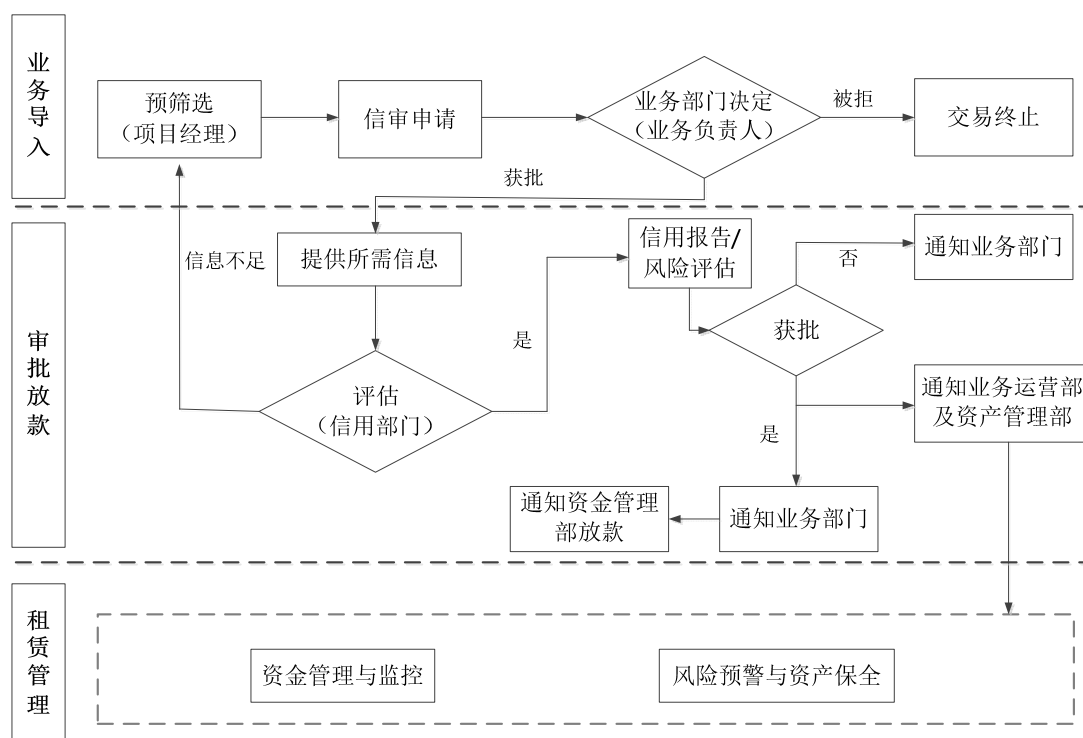 业务导入
预筛选
（项目经理）
信审申请
业务部门决定
（业务负责人）
被拒
交易终止
获批
审批放款
信息不足
提供所需信息
是
信用报告/
风险评估
否
通知业务部门
获批
评估
（信用部门）
是
通知业务运营部
及资产管理部
通知资金管理
部放款
通知业务部门
租赁管理
资金管理与监控
风险预警与资产保全